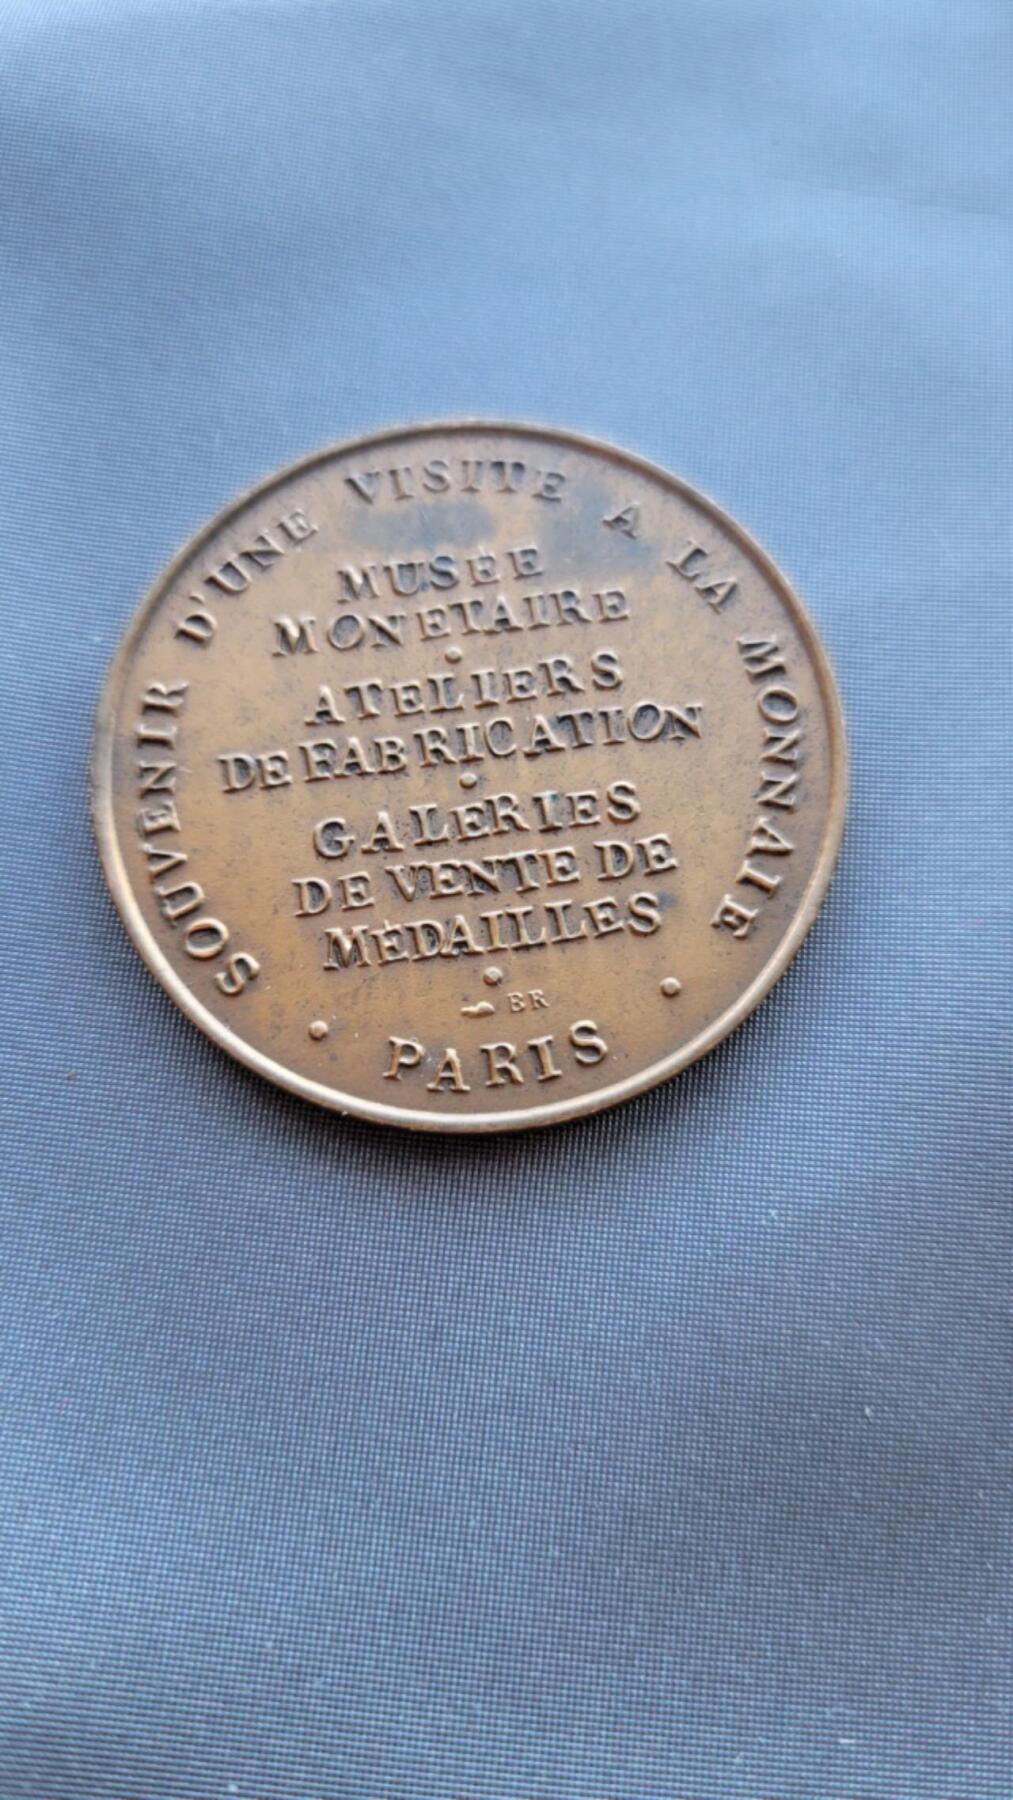 SOUVENIR D'UNE VISITE A LA MONNAIE
MUSEE
MONETAIRE
ATELIERS
DE FABRICATION
GALERIES
DE VENTE DE
MEDAILLES
BR
PARIS